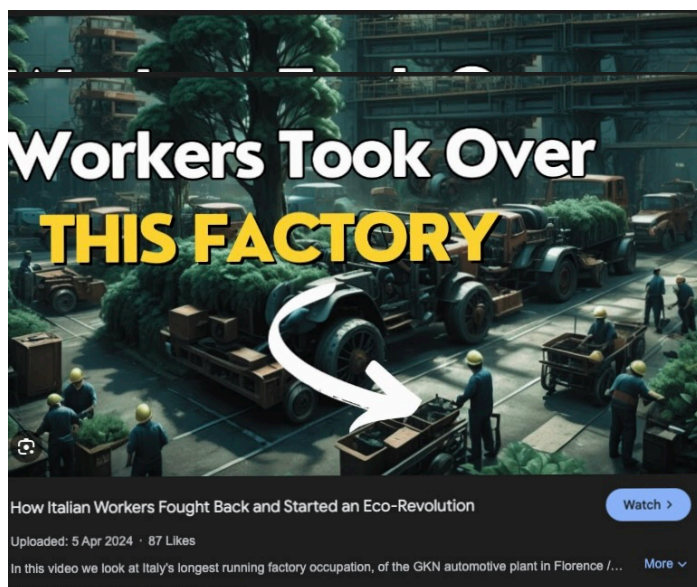 Workers Took Over
THIS FACTORY
How Italian Workers Fought Back and Started an Eco-Revolution
Watch >
Uploaded: 5 Apr 2024 · 87 Likes
In this video we look at Italy's longest running factory occupation, of the GKN automotive plant in Florence /...
More